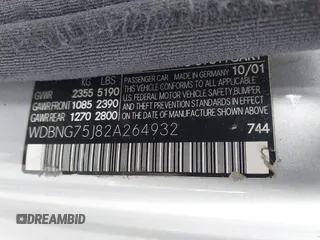 KG LBS
GVWR 2355 5190
GAWR FRONT 1085 2390
GAWR REAR 1270 2800
PASSENGER CAR
MADE IN GERMANY 10/01
THIS VEHICLE CONFORMS TO ALL APPLICABLE
U.S. FEDERAL MOTOR VEHICLE SAFETY, BUMPER,
AND THEFT PREVENTION STANDARDS IN EFFECT
ON THE DATE OF MANUFACTURE SHOWN ABOVE.
WDBNG75J82A264932 744
DREAMBID